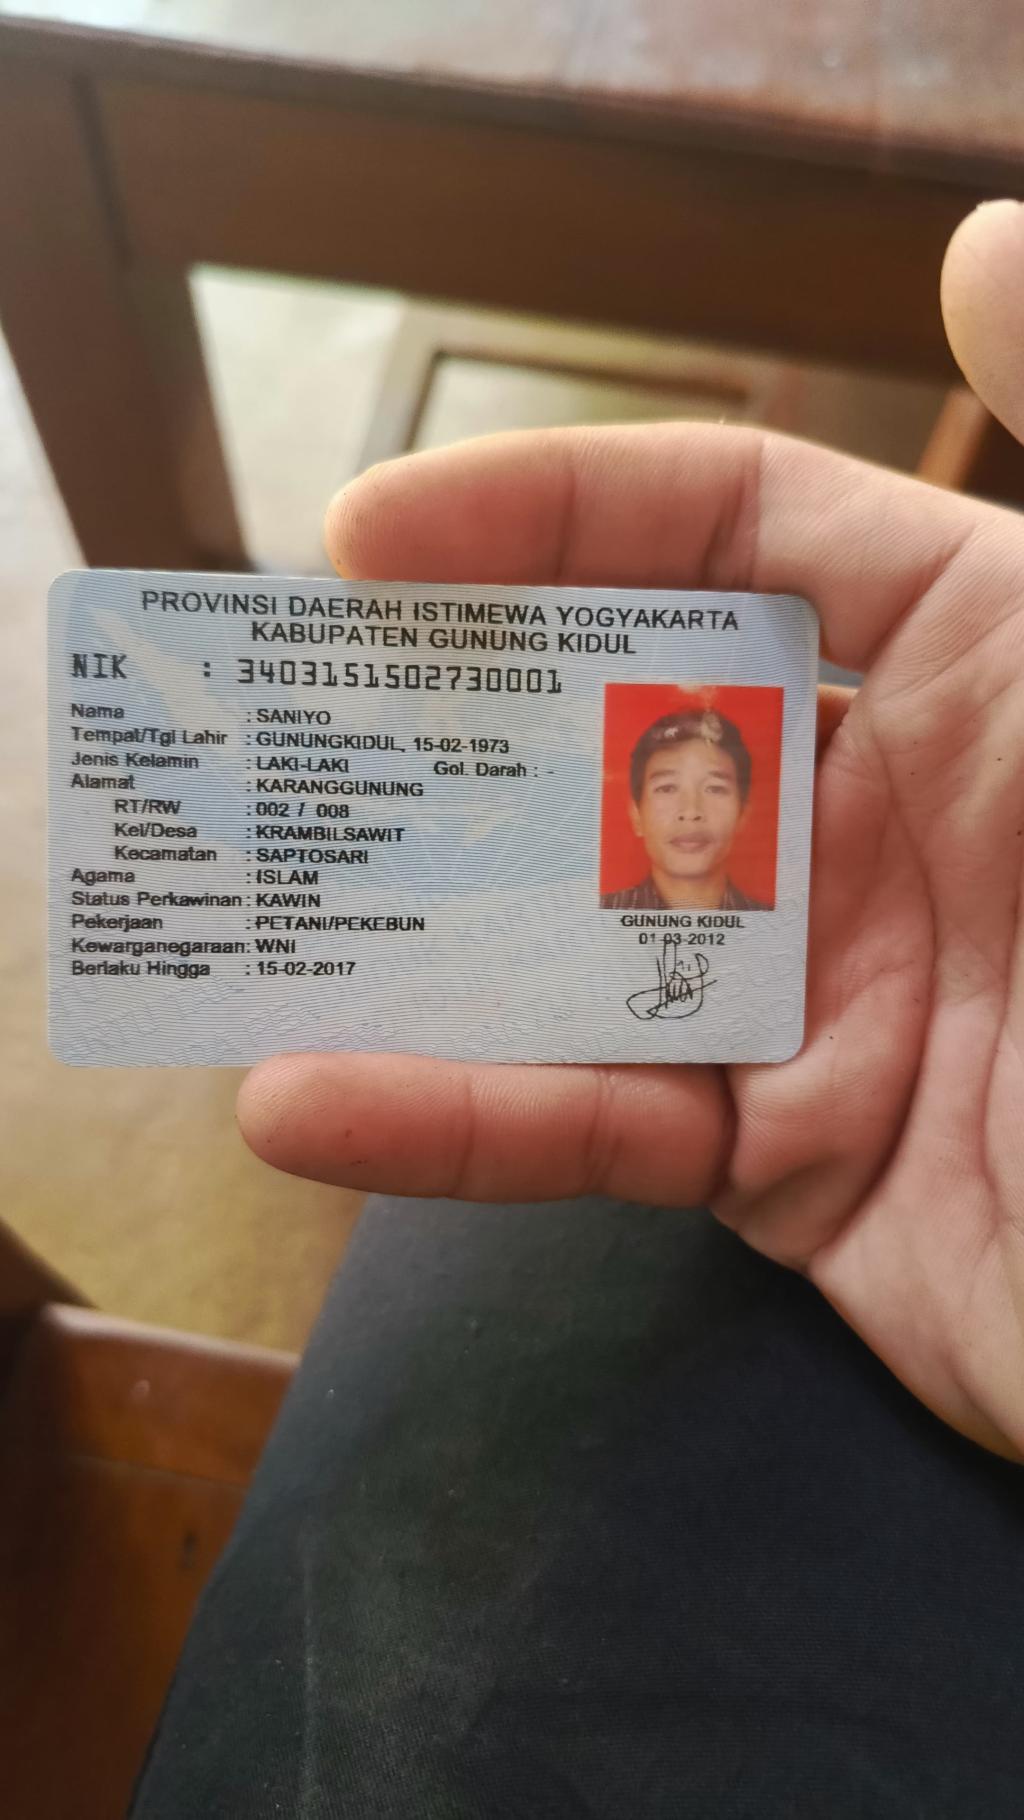 PROVINSI DAERAH ISTIMEWA YOGYAKARTA
KABUPATEN GUNUNG KIDUL
NIK : 3403151502730001
Nama : SANIYO
Tempat/Tgl Lahir : GUNUNGKIDUL, 15-02-1973
Jenis Kelamin : LAKI-LAKI Gol. Darah : -
Alamat : KARANGGUNUNG
RT/RW : 002 / 008
Kel/Desa : KRAMBILSAWIT
Kecamatan : SAPTOSARI
Agama : ISLAM
Status Perkawinan : KAWIN
Pekerjaan : PETANI/PEKEBUN
Kewarganegaraan : WNI
Berlaku Hingga : 15-02-2017
GUNUNG KIDUL
01-03-2012